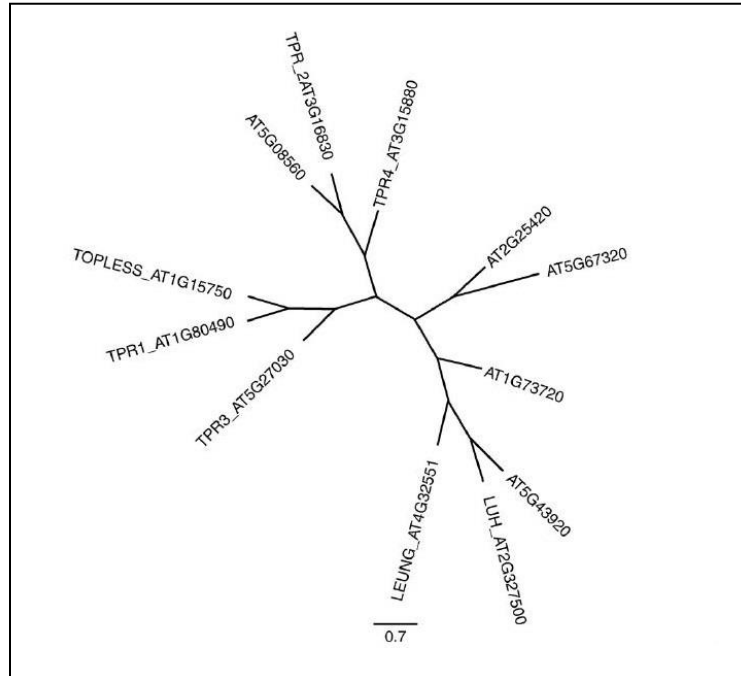 TPR_2AT3G16830
TPR4_AT3G15880
AT5G08560
AT2G25420
AT5G67320
TOPLESS_AT1G15750
TPR1_AT1G80490
TPR3_AT5G27030
AT1G73720
AT5G43920
LUH_AT2G327500
LEUNG_AT4G32551
0.7